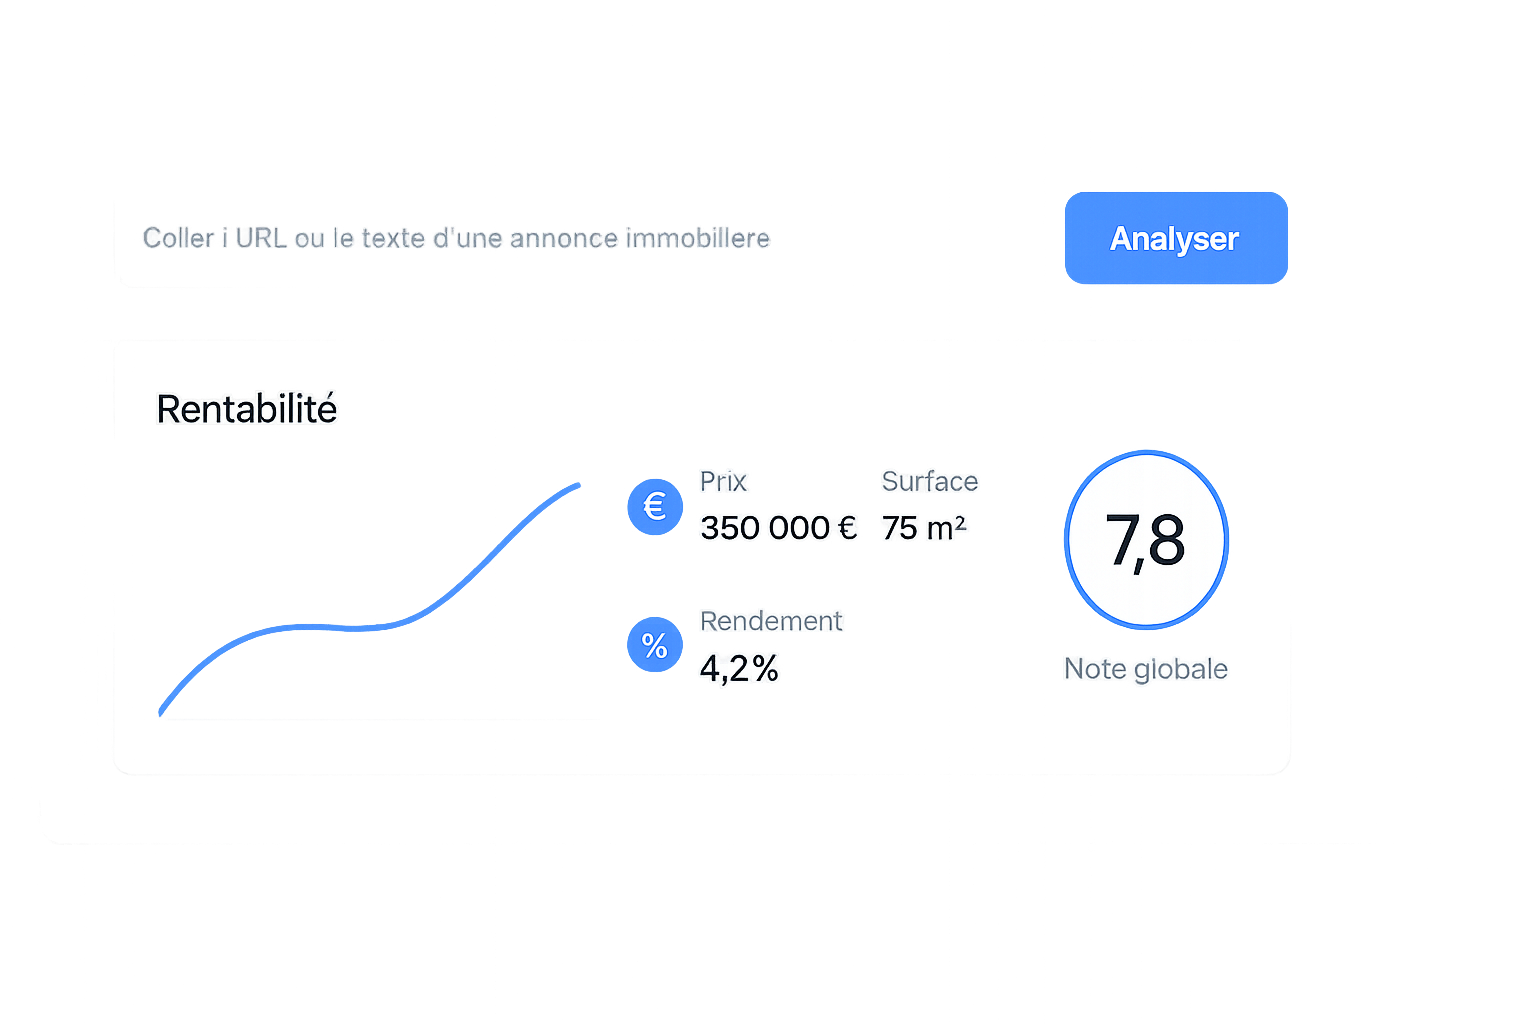 Coller i URL ou le texte d'une annonce immobillere
Analyser
Rentabilité
€
Prix
350 000 €
Surface
75 m²
%
Rendement
4,2%
7,8
Note giobale